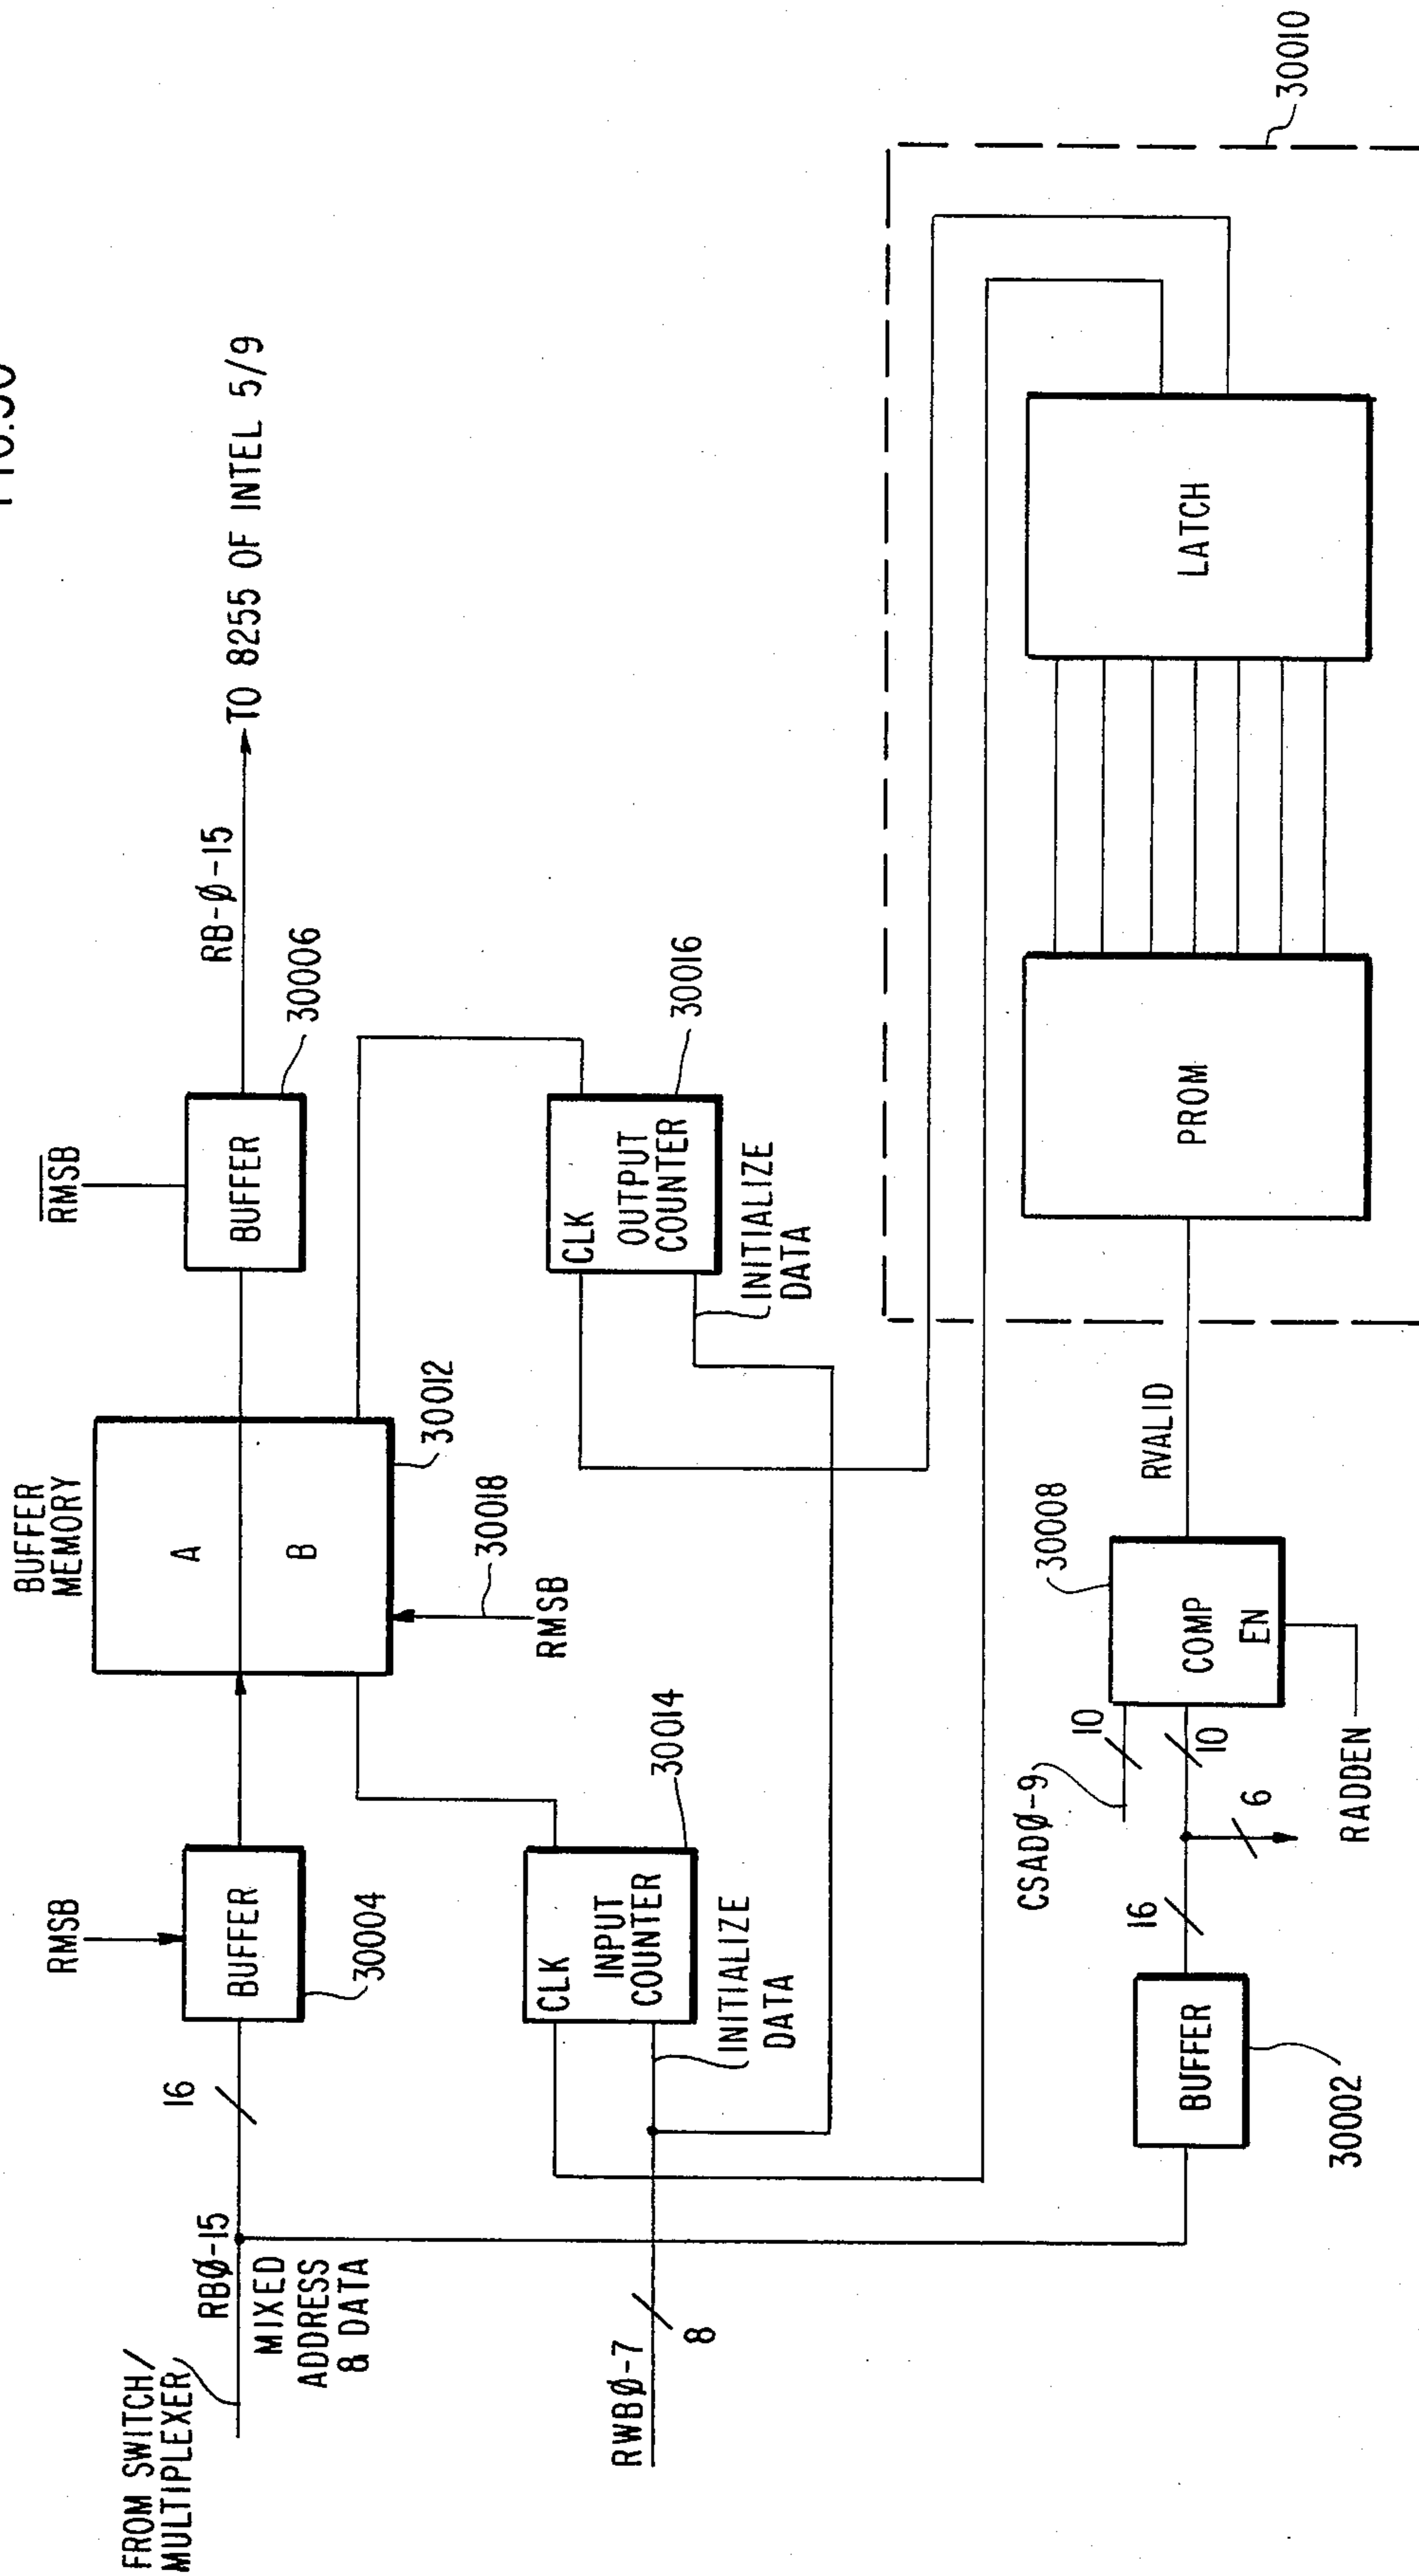 FROM SWITCH/
MULTIPLEXER
RBØ-15
MIXED
ADDRESS
& DATA
16
RMSB
BUFFER
30004
BUFFER
MEMORY
A
B
30012
30018
RMSB
RMSB
BUFFER
30006
RB-Ø-15
TO 8255 OF INTEL 5/9
RWBØ-7
8
CLK
INPUT
COUNTER
30014
INITIALIZE
DATA
CLK
OUTPUT
COUNTER
30016
INITIALIZE
DATA
BUFFER
30002
16
6
CSADØ-9
10
10
COMP
EN
30008
RADDEN
RVALID
PROM
LATCH
30010